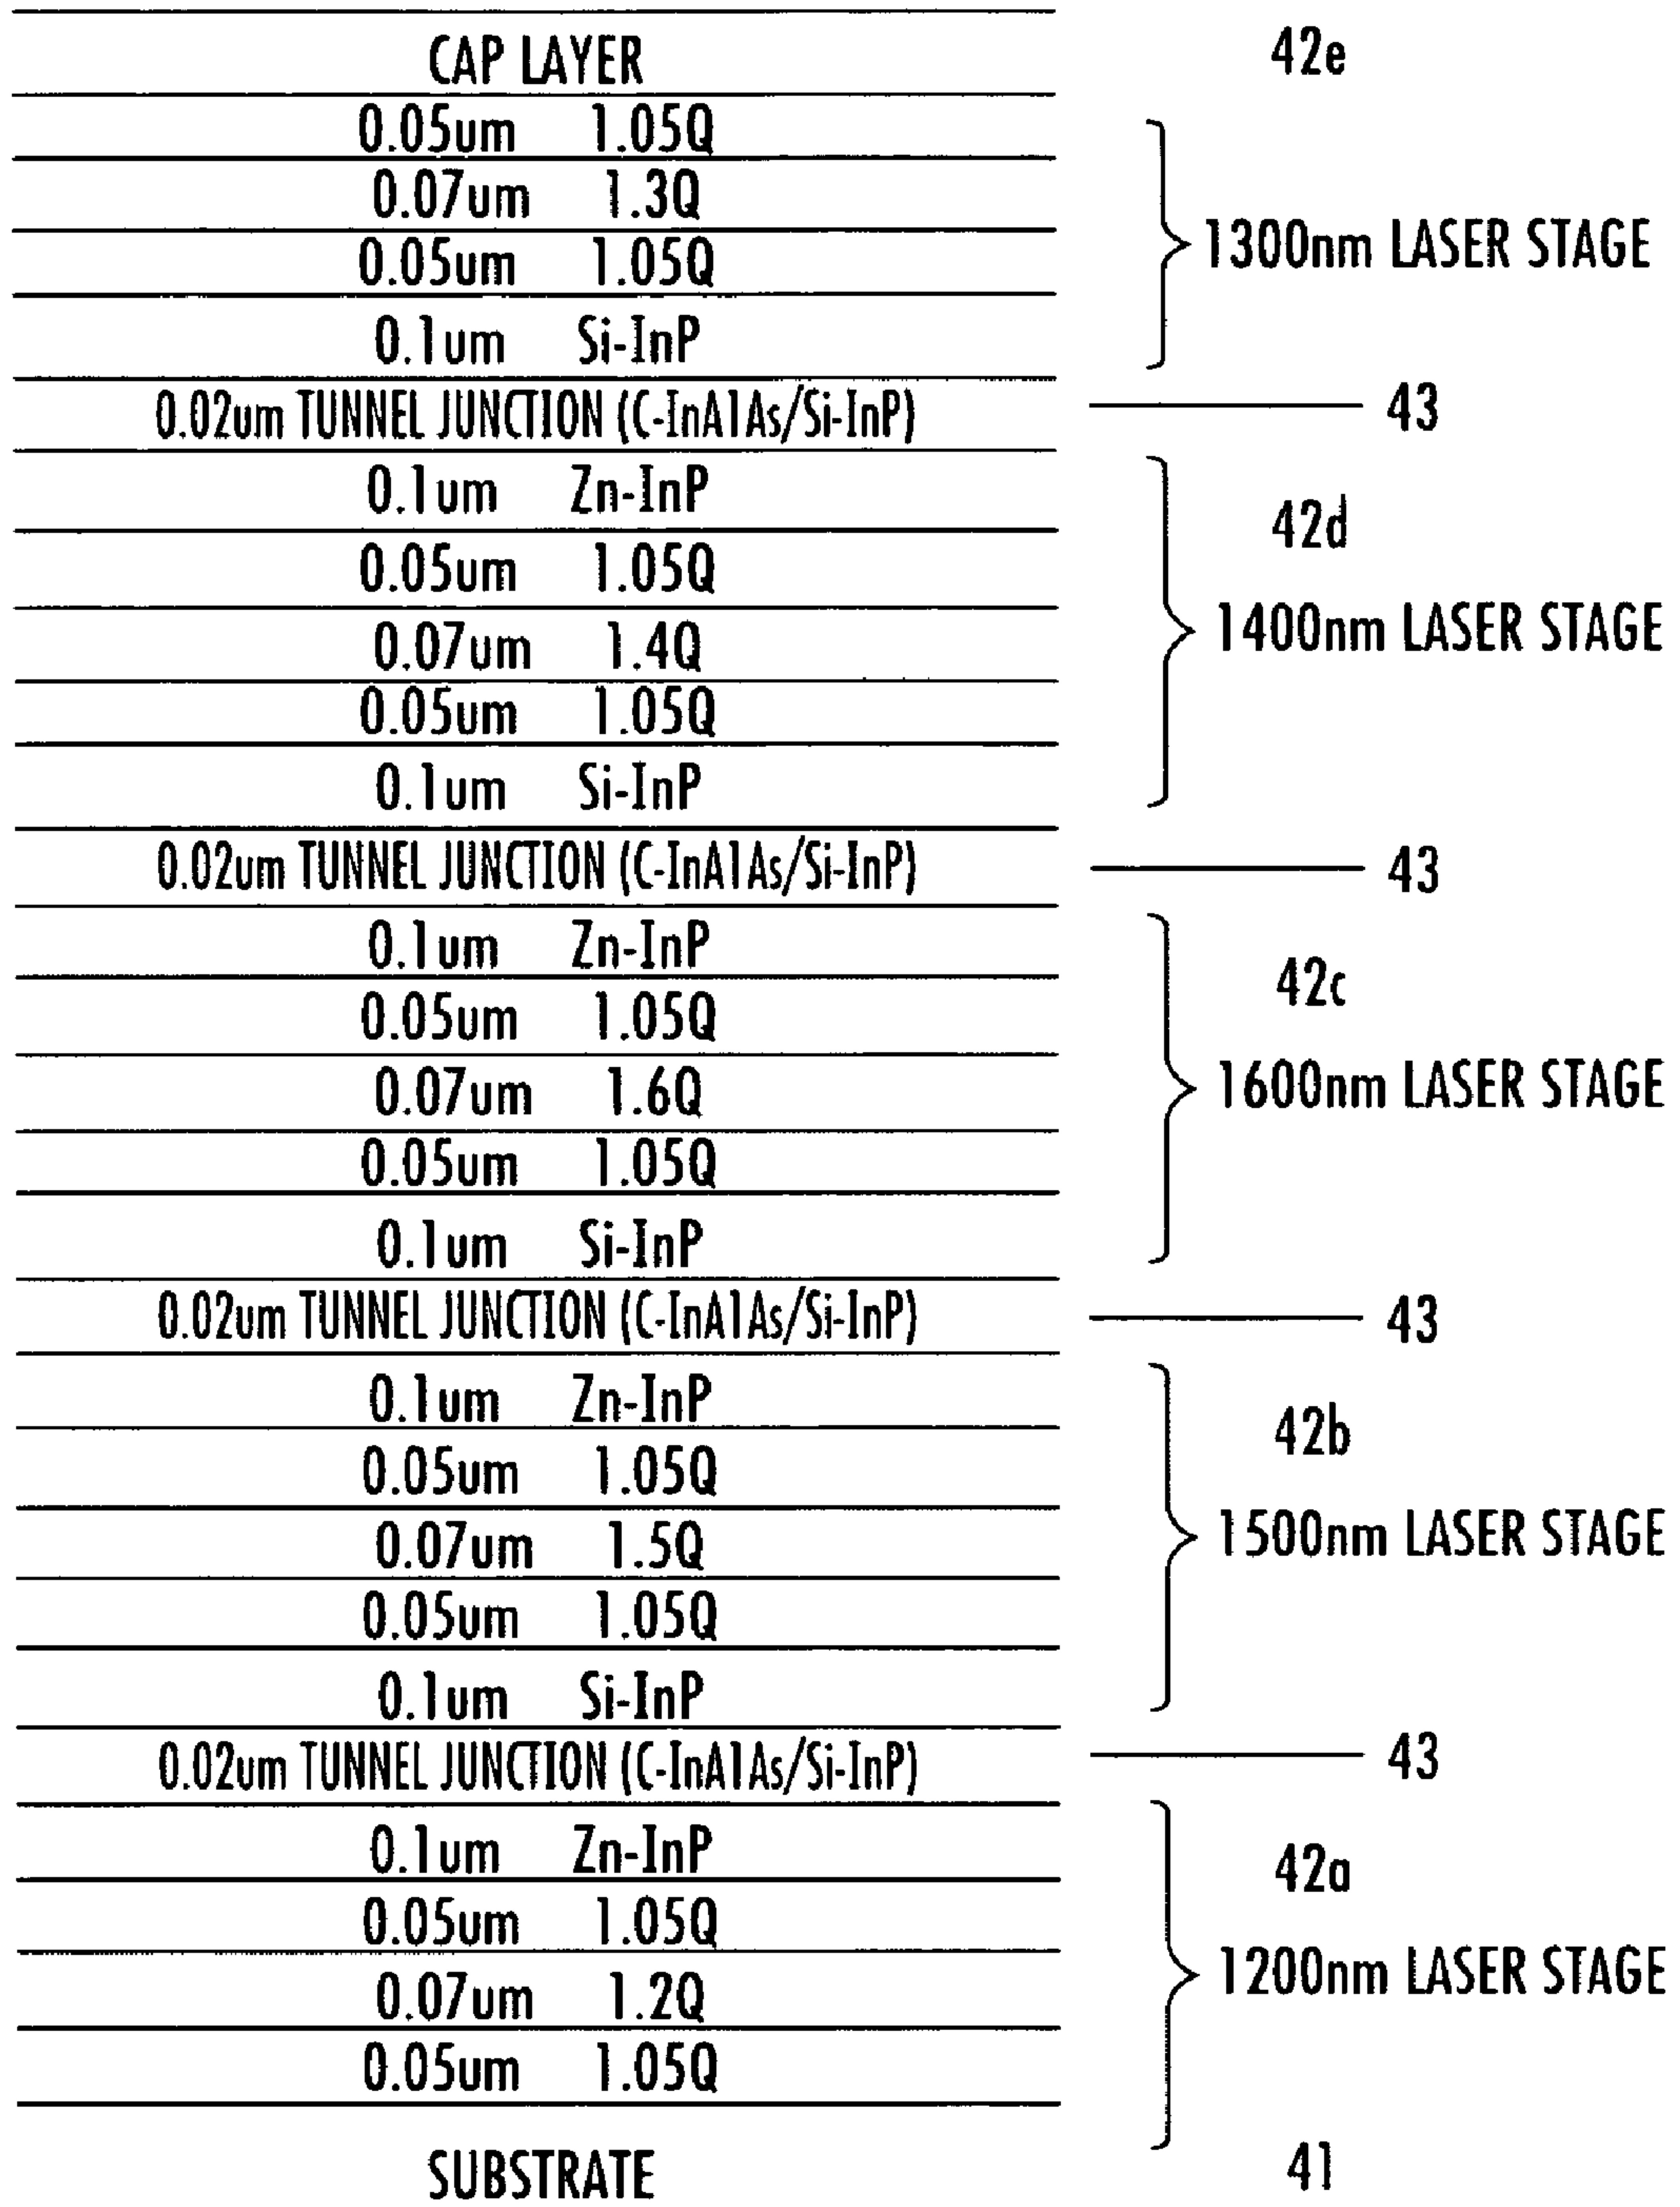 CAP LAYER 42e
0.05um 1.05Q
0.07um 1.3Q
1300nm LASER STAGE
0.05um 1.05Q
0.1um Si-InP
0.02um TUNNEL JUNCTION (C-InAlAs/Si-InP) 43
0.1um Zn-InP
42d
0.05um 1.05Q
0.07um 1.4Q
1400nm LASER STAGE
0.05um 1.05Q
0.1um Si-InP
0.02um TUNNEL JUNCTION (C-InAlAs/Si-InP) 43
0.1um Zn-InP
42c
0.05um 1.05Q
0.07um 1.6Q
1600nm LASER STAGE
0.05um 1.05Q
0.1um Si-InP
0.02um TUNNEL JUNCTION (C-InAlAs/Si-InP) 43
0.1um Zn-InP
42b
0.05um 1.05Q
0.07um 1.5Q
1500nm LASER STAGE
0.05um 1.05Q
0.1um Si-InP
0.02um TUNNEL JUNCTION (C-InAlAs/Si-InP) 43
0.1um Zn-InP
42a
0.05um 1.05Q
0.07um 1.2Q
1200nm LASER STAGE
0.05um 1.05Q
SUBSTRATE 41